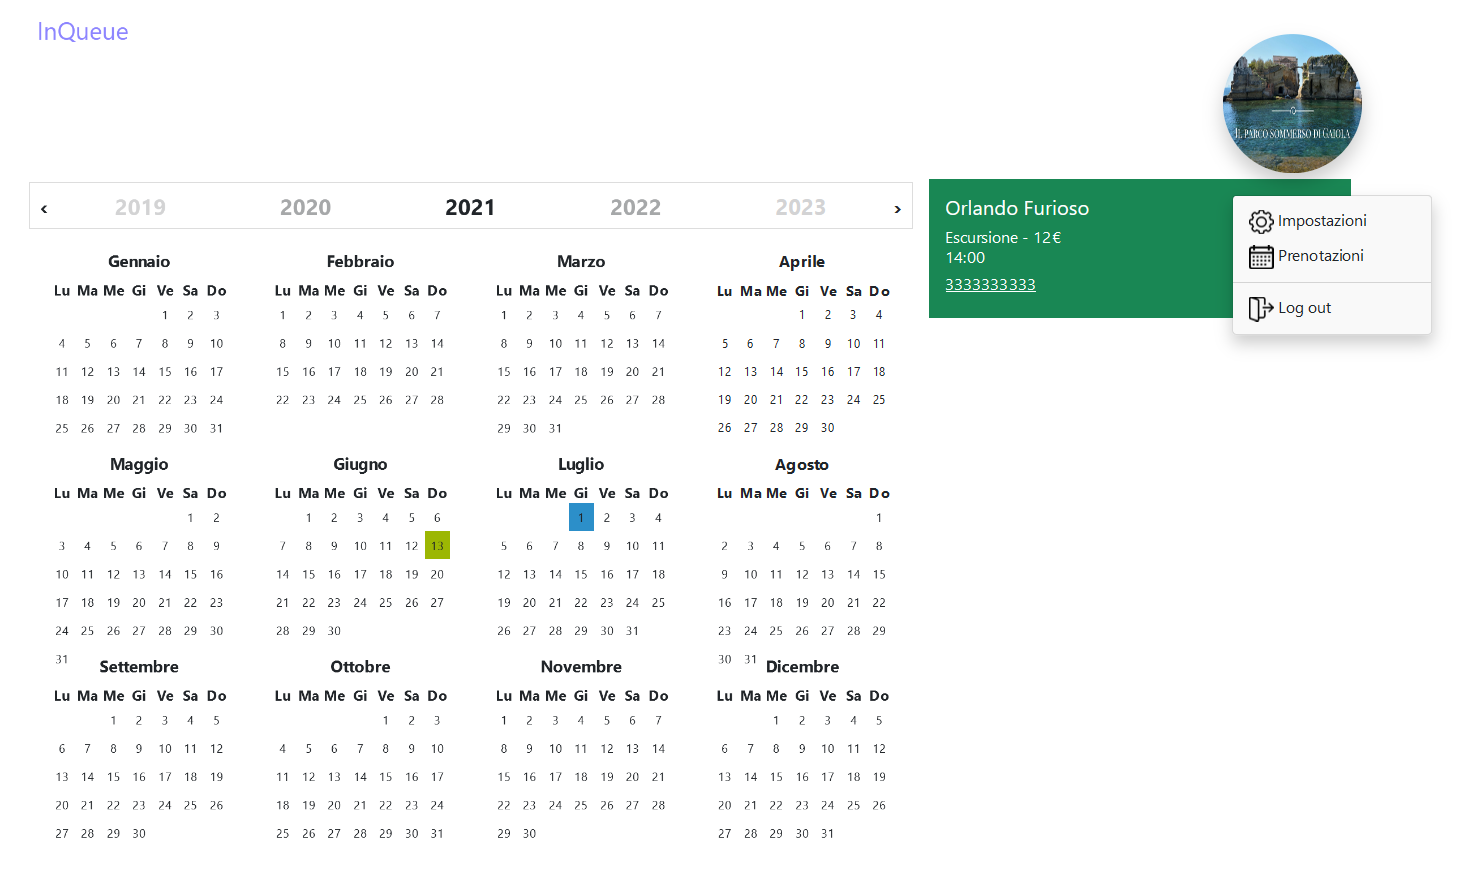 InQueue
IL PARCO SOMMERSO DI GAIOLA
‹ 2019 2020 2021 2022 2023 ›
Orlando Furioso
Escursione - 12€
14:00
3333333333
Impostazioni
Prenotazioni
Log out
Gennaio
Lu Ma Me Gi Ve Sa Do
1 2 3
4 5 6 7 8 9 10
11 12 13 14 15 16 17
18 19 20 21 22 23 24
25 26 27 28 29 30 31
Febbraio
Lu Ma Me Gi Ve Sa Do
1 2 3 4 5 6 7
8 9 10 11 12 13 14
15 16 17 18 19 20 21
22 23 24 25 26 27 28
Marzo
Lu Ma Me Gi Ve Sa Do
1 2 3 4 5 6 7
8 9 10 11 12 13 14
15 16 17 18 19 20 21
22 23 24 25 26 27 28
29 30 31
Aprile
Lu Ma Me Gi Ve Sa Do
1 2 3 4
5 6 7 8 9 10 11
12 13 14 15 16 17 18
19 20 21 22 23 24 25
26 27 28 29 30
Maggio
Lu Ma Me Gi Ve Sa Do
1 2
3 4 5 6 7 8 9
10 11 12 13 14 15 16
17 18 19 20 21 22 23
24 25 26 27 28 29 30
31
Giugno
Lu Ma Me Gi Ve Sa Do
1 2 3 4 5 6
7 8 9 10 11 12 13
14 15 16 17 18 19 20
21 22 23 24 25 26 27
28 29 30
Luglio
Lu Ma Me Gi Ve Sa Do
1 2 3 4
5 6 7 8 9 10 11
12 13 14 15 16 17 18
19 20 21 22 23 24 25
26 27 28 29 30 31
Agosto
Lu Ma Me Gi Ve Sa Do
1
2 3 4 5 6 7 8
9 10 11 12 13 14 15
16 17 18 19 20 21 22
23 24 25 26 27 28 29
30 31
Settembre
Lu Ma Me Gi Ve Sa Do
1 2 3 4 5
6 7 8 9 10 11 12
13 14 15 16 17 18 19
20 21 22 23 24 25 26
27 28 29 30
Ottobre
Lu Ma Me Gi Ve Sa Do
1 2 3
4 5 6 7 8 9 10
11 12 13 14 15 16 17
18 19 20 21 22 23 24
25 26 27 28 29 30 31
Novembre
Lu Ma Me Gi Ve Sa Do
1 2 3 4 5 6 7
8 9 10 11 12 13 14
15 16 17 18 19 20 21
22 23 24 25 26 27 28
29 30
Dicembre
Lu Ma Me Gi Ve Sa Do
1 2 3 4 5
6 7 8 9 10 11 12
13 14 15 16 17 18 19
20 21 22 23 24 25 26
27 28 29 30 31